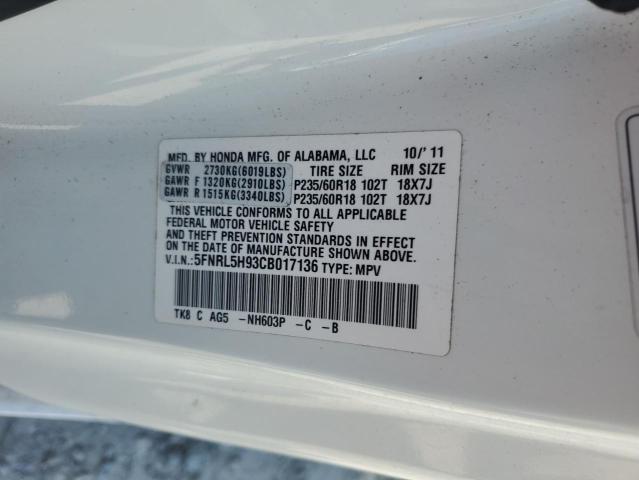 MFD. BY HONDA MFG. OF ALABAMA, LLC 10/'11
GVWR 2730KG(6019LBS) TIRE SIZE RIM SIZE
GAWR F 1320KG(2910LBS) P235/60R18 102T 18X7J
GAWR R 1515KG(3340LBS) P235/60R18 102T 18X7J
THIS VEHICLE CONFORMS TO ALL APPLICABLE
FEDERAL MOTOR VEHICLE SAFETY
AND THEFT PREVENTION STANDARDS IN EFFECT
ON THE DATE OF MANUFACTURE SHOWN ABOVE.
V.I.N.:5FNRL5H93CB017136 TYPE: MPV
TK8 C AG5 -NH603P -C -B